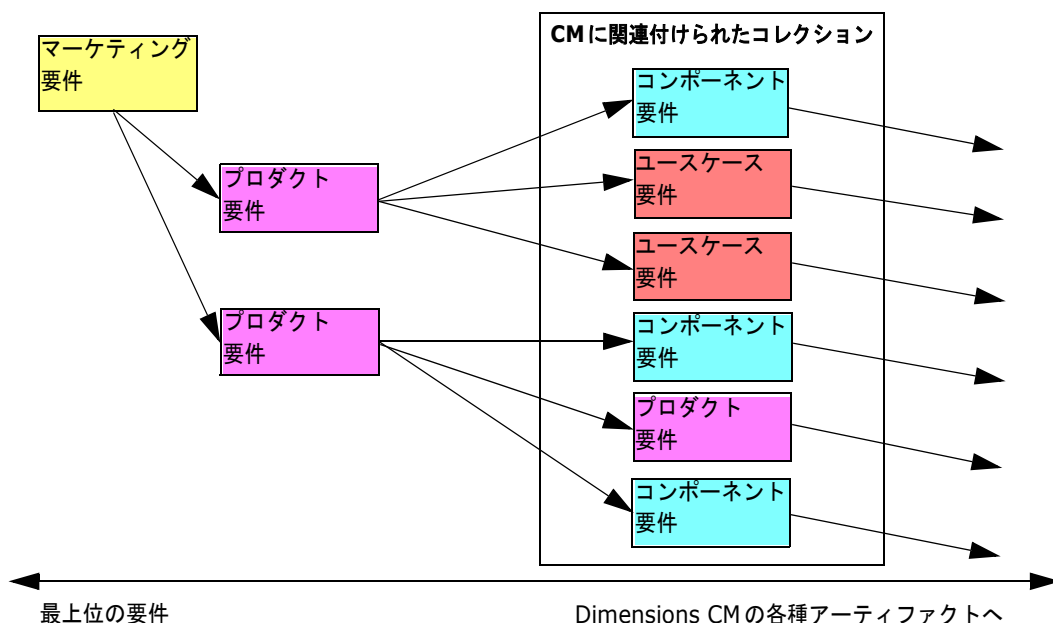 CMに関連付けられたコレクション
マーケティング
要件
コンポーネント
要件
ユースケース
要件
プロダクト
要件
ユースケース
要件
プロダクト
要件
コンポーネント
要件
プロダクト
要件
コンポーネント
要件
最上位の要件
Dimensions CMの各種アーティファクトへ